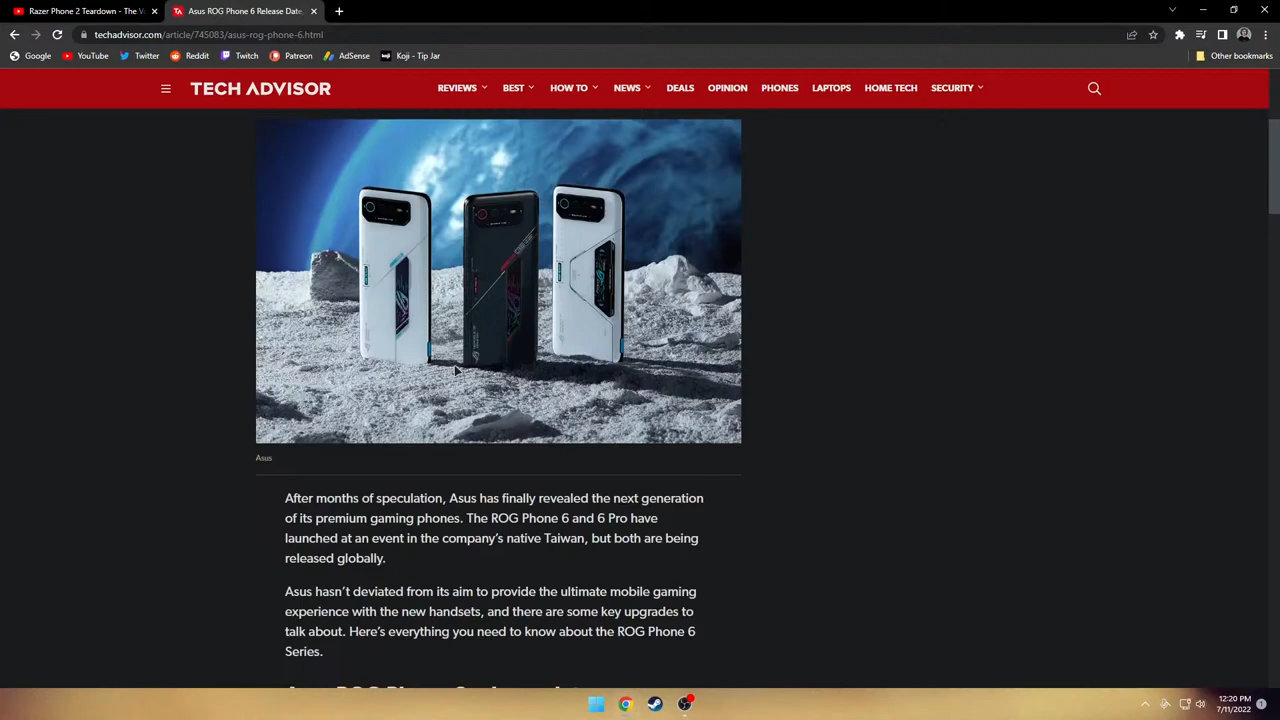 Razer Phone 2 Teardown - The V
Asus ROG Phone 6 Release Date,
techadvisor.com/article/745083/asus-rog-phone-6.html
Google YouTube Twitter Reddit Twitch Patreon AdSense Koji - Tip Jar Other bookmarks
TECH ADVISOR REVIEWS BEST HOW TO NEWS DEALS OPINION PHONES LAPTOPS HOME TECH SECURITY
Asus
After months of speculation, Asus has finally revealed the next generation
of its premium gaming phones. The ROG Phone 6 and 6 Pro have
launched at an event in the company's native Taiwan, but both are being
released globally.
Asus hasn't deviated from its aim to provide the ultimate mobile gaming
experience with the new handsets, and there are some key upgrades to
talk about. Here's everything you need to know about the ROG Phone 6
Series.
12:20 PM
7/11/2022